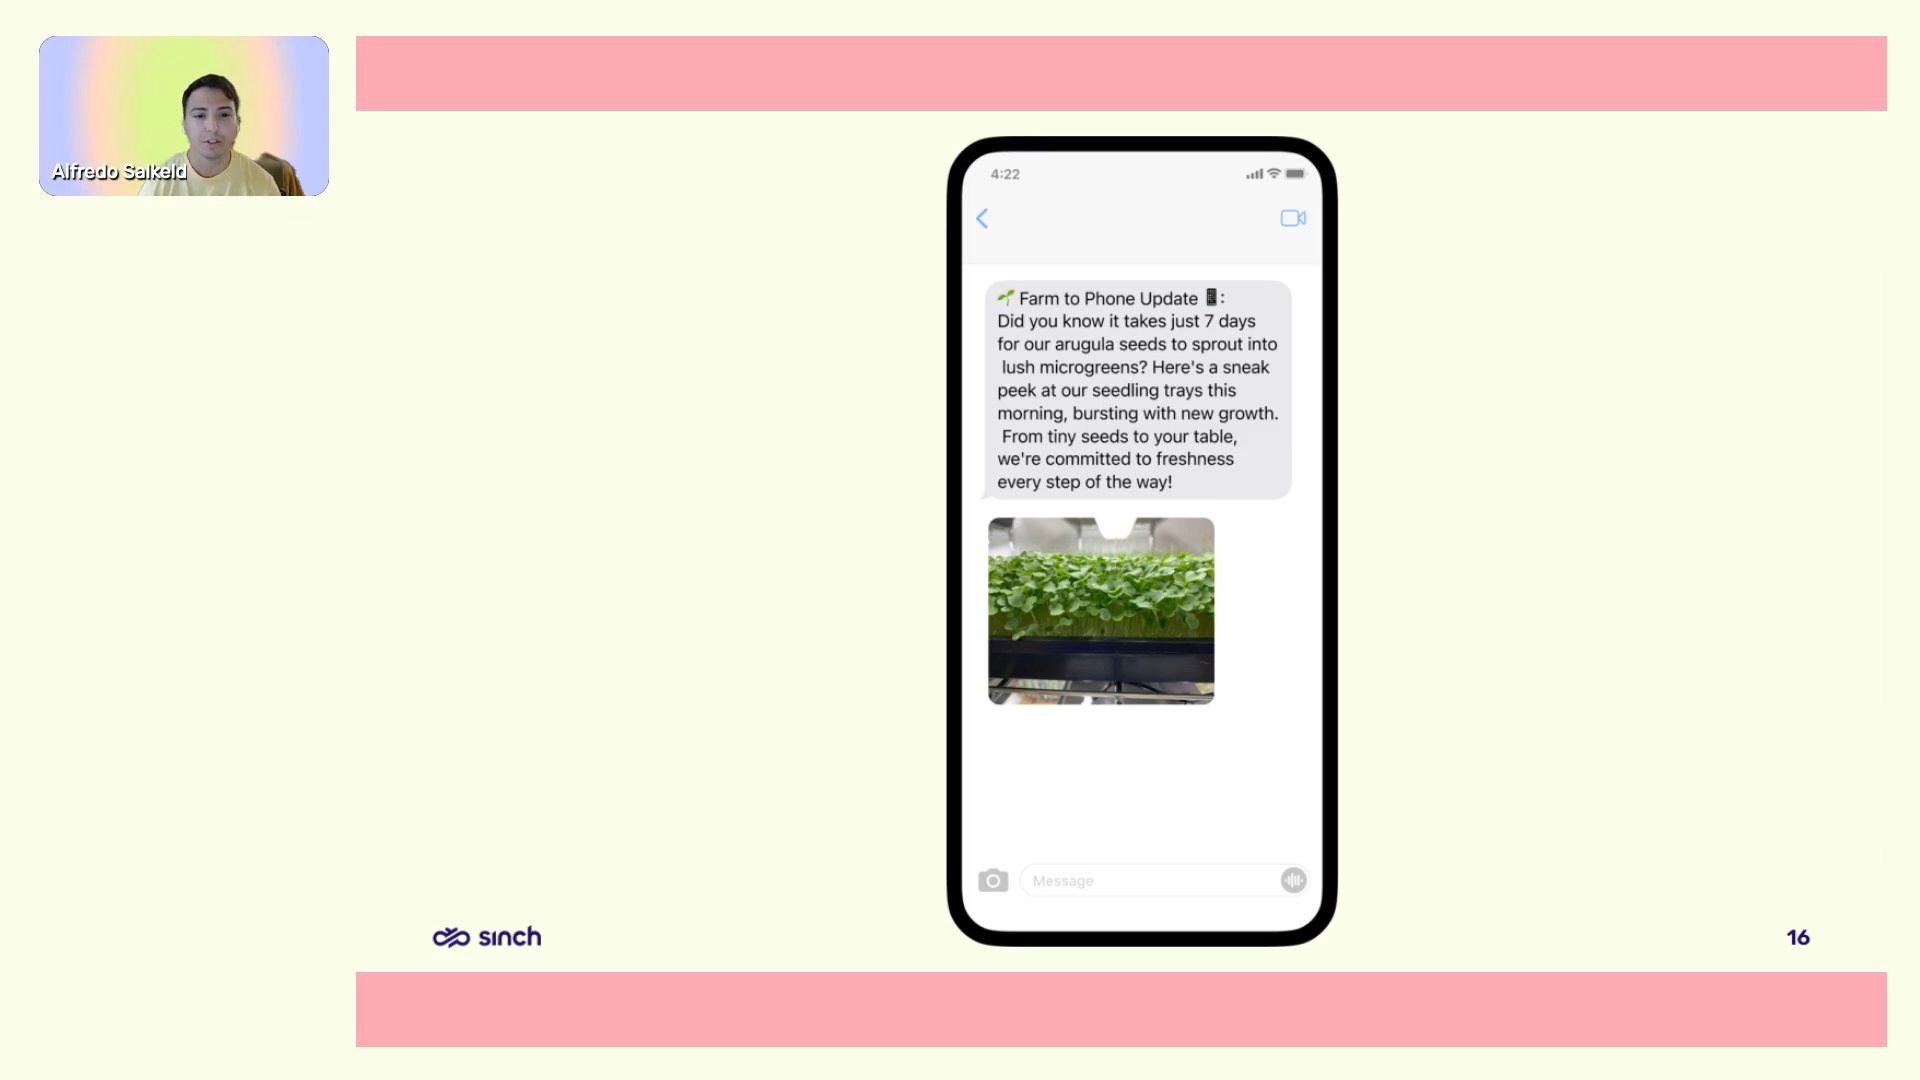 Alfredo Salkeld
4:22
🌱 Farm to Phone Update 📱:
Did you know it takes just 7 days
for our arugula seeds to sprout into
lush microgreens? Here's a sneak
peek at our seedling trays this
morning, bursting with new growth.
From tiny seeds to your table,
we're committed to freshness
every step of the way!
Message
sinch
16